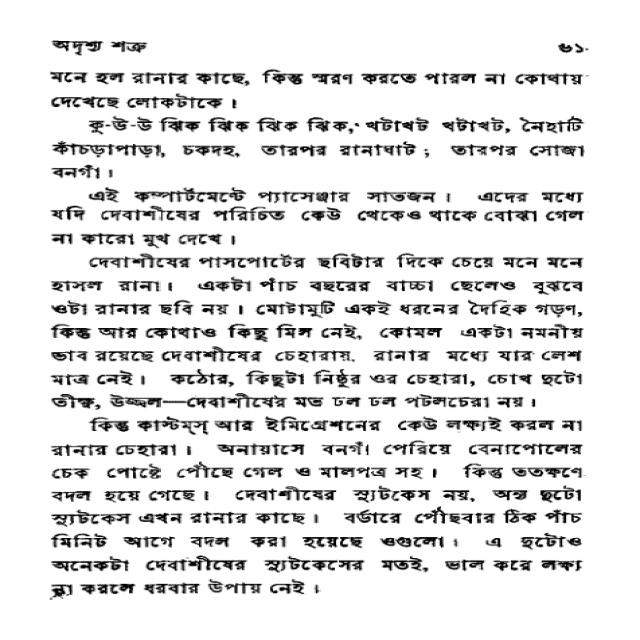 অদৃশ্য শত্রু ৬১
মনে হল রানার কাছে, কিন্তু স্মরণ করতে পারল না কোথায়
দেখেছে লোকটাকে।
কু-উ-উ ঝিক ঝিক ঝিক ঝিক, খটাখট খটাখট, নৈহাটি
কাঁচড়াপাড়া, চকদহ, তারপর রানাঘাট; তারপর সোজা
বনগাঁ।
এই কম্পার্টমেন্টে প্যাসেঞ্জার সাতজন। এদের মধ্যে
যদি দেবাশীষের পরিচিত কেউ থেকেও থাকে বোঝা গেল
না কারো মুখ দেখে।
দেবাশীষের পাসপোর্টের ছবিটার দিকে চেয়ে মনে মনে
হাসল রানা। একটা পাঁচ বছরের বাচ্চা ছেলেও বুঝবে
ওটা রানার ছবি নয়। মোটামুটি একই ধরনের দৈহিক গড়ণ,
কিন্তু আর কোথাও কিছু মিল নেই, কোমল একটা নমনীয়
ভাব রয়েছে দেবাশীষের চেহারায়, রানার মধ্যে যার লেশ
মাত্র নেই। কঠোর, কিছুটা নিষ্ঠুর ওর চেহারা, চোখ দুটো
তীক্ষ্ণ, উজ্জ্বল—দেবাশীষের মত ঢল ঢল পটলচেরা নয়।
কিন্তু কাস্টমস্ আর ইমিগ্রেশনের কেউ লক্ষ্যই করল না
রানার চেহারা। অনায়াসে বনগাঁ পেরিয়ে বেনাপোলের
চেক পোষ্টে পৌঁছে গেল ও মালপত্র সহ। কিন্তু ততক্ষণে
বদল হয়ে গেছে। দেবাশীষের স্যুটকেস নয়, অন্য দুটো
স্যুটকেস এখন রানার কাছে। বর্ডারে পৌঁছবার ঠিক পাঁচ
মিনিট আগে বদল করা হয়েছে ওগুলো। এ দুটোও
অনেকটা দেবাশীষের স্যুটকেসের মতই, ভাল করে লক্ষ্য
না করলে ধরবার উপায় নেই।